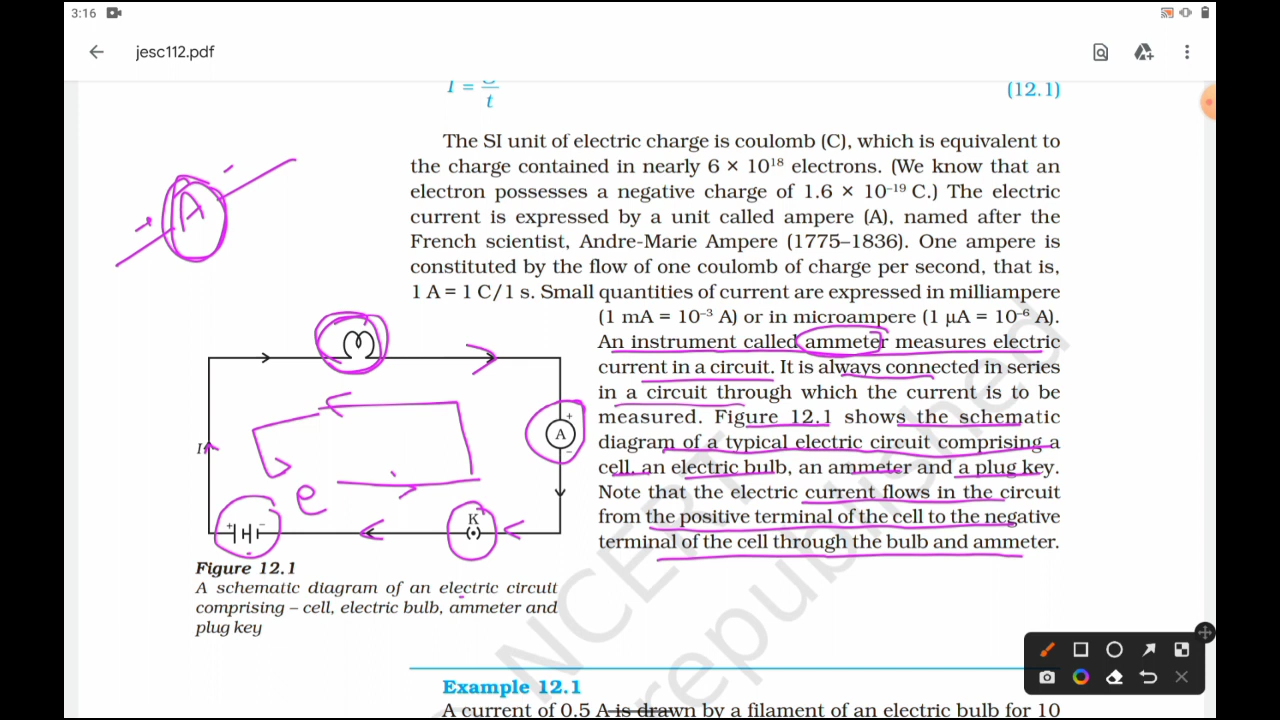 3:16
jesc112.pdf
I = Q/t (12.1)
The SI unit of electric charge is coulomb (C), which is equivalent to
the charge contained in nearly 6 × 10¹⁸ electrons. (We know that an
electron possesses a negative charge of 1.6 × 10⁻¹⁹ C.) The electric
current is expressed by a unit called ampere (A), named after the
French scientist, Andre-Marie Ampere (1775–1836). One ampere is
constituted by the flow of one coulomb of charge per second, that is,
1 A = 1 C/1 s. Small quantities of current are expressed in milliampere
(1 mA = 10⁻³ A) or in microampere (1 µA = 10⁻⁶ A).
An instrument called ammeter measures electric
current in a circuit. It is always connected in series
in a circuit through which the current is to be
measured. Figure 12.1 shows the schematic
diagram of a typical electric circuit comprising a
cell, an electric bulb, an ammeter and a plug key.
Note that the electric current flows in the circuit
from the positive terminal of the cell to the negative
terminal of the cell through the bulb and ammeter.
A
+
A
−
I
e
K
+ −
Figure 12.1
A schematic diagram of an electric circuit
comprising – cell, electric bulb, ammeter and
plug key
NCERT
republished
Example 12.1
A current of 0.5 A is drawn by a filament of an electric bulb for 10